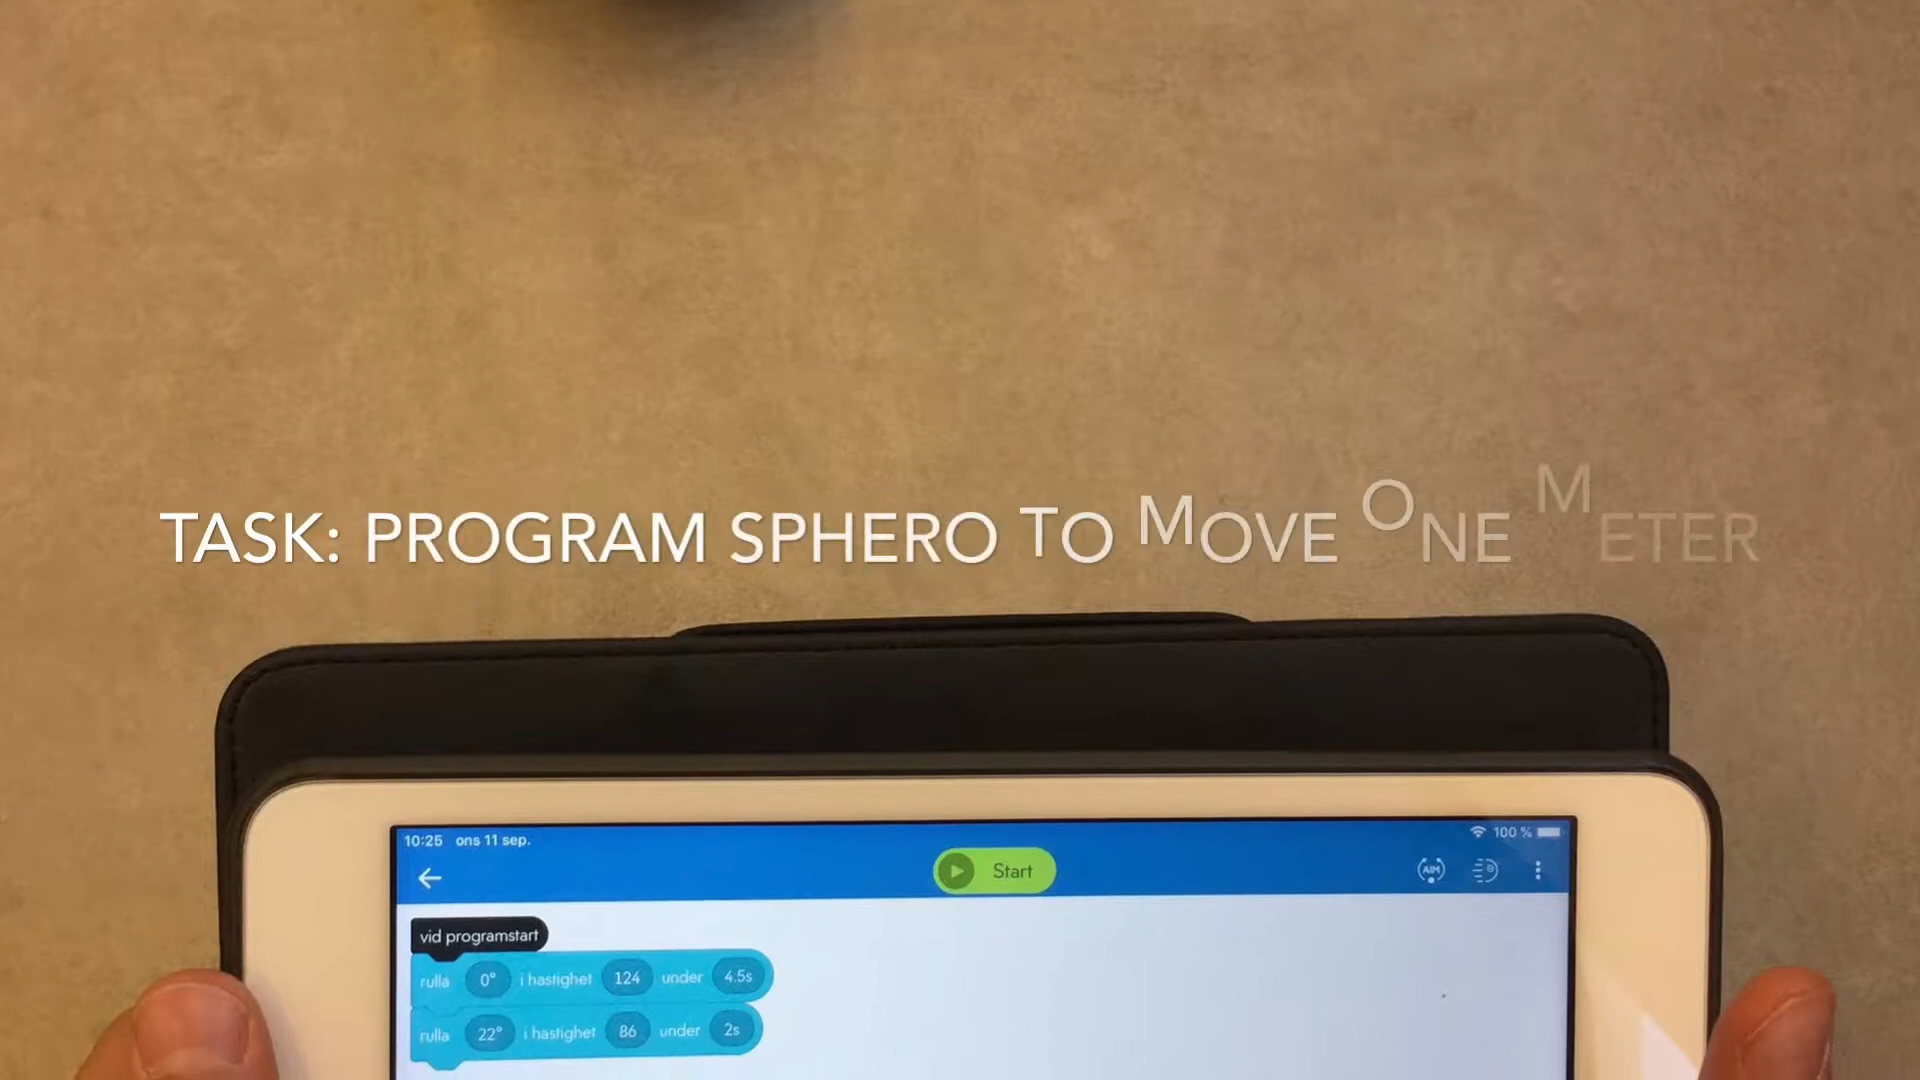 TASK: PROGRAM SPHERO TO MOVE ONE METER
10:25 ons 11 sep.
100 %
Start
AIM
vid programstart
rulla 0° i hastighet 124 under 4.5s
rulla 22° i hastighet 86 under 2s